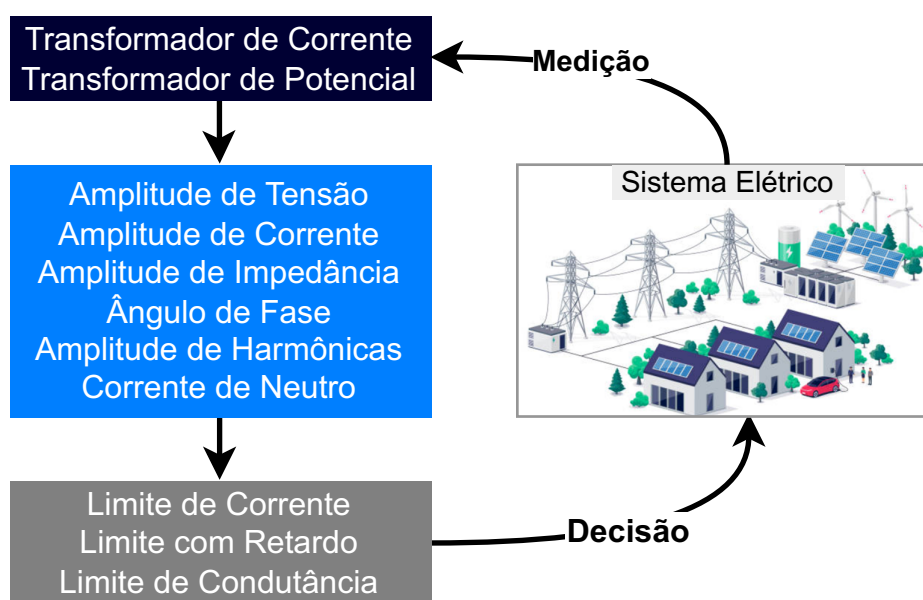 Transformador de Corrente
Transformador de Potencial
Medição
Amplitude de Tensão
Amplitude de Corrente
Amplitude de Impedância
Ângulo de Fase
Amplitude de Harmônicas
Corrente de Neutro
Sistema Elétrico
Limite de Corrente
Limite com Retardo
Limite de Condutância
Decisão